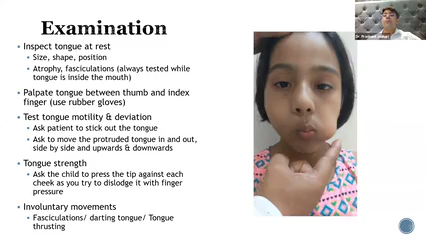 Examination
Inspect tongue at rest
Size, shape, position
Atrophy, fasciculations (always tested while
tongue is inside the mouth)
Palpate tongue between thumb and index
finger (use rubber gloves)
Test tongue motility & deviation
Ask patient to stick out the tongue
Ask to move the protruded tongue in and out,
side by side and upwards & downwards
Tongue strength
Ask the child to press the tip against each
cheek as you try to dislodge it with finger
pressure
Involuntary movements
Fasciculations/ darting tongue/ Tongue
thrusting
Dr.